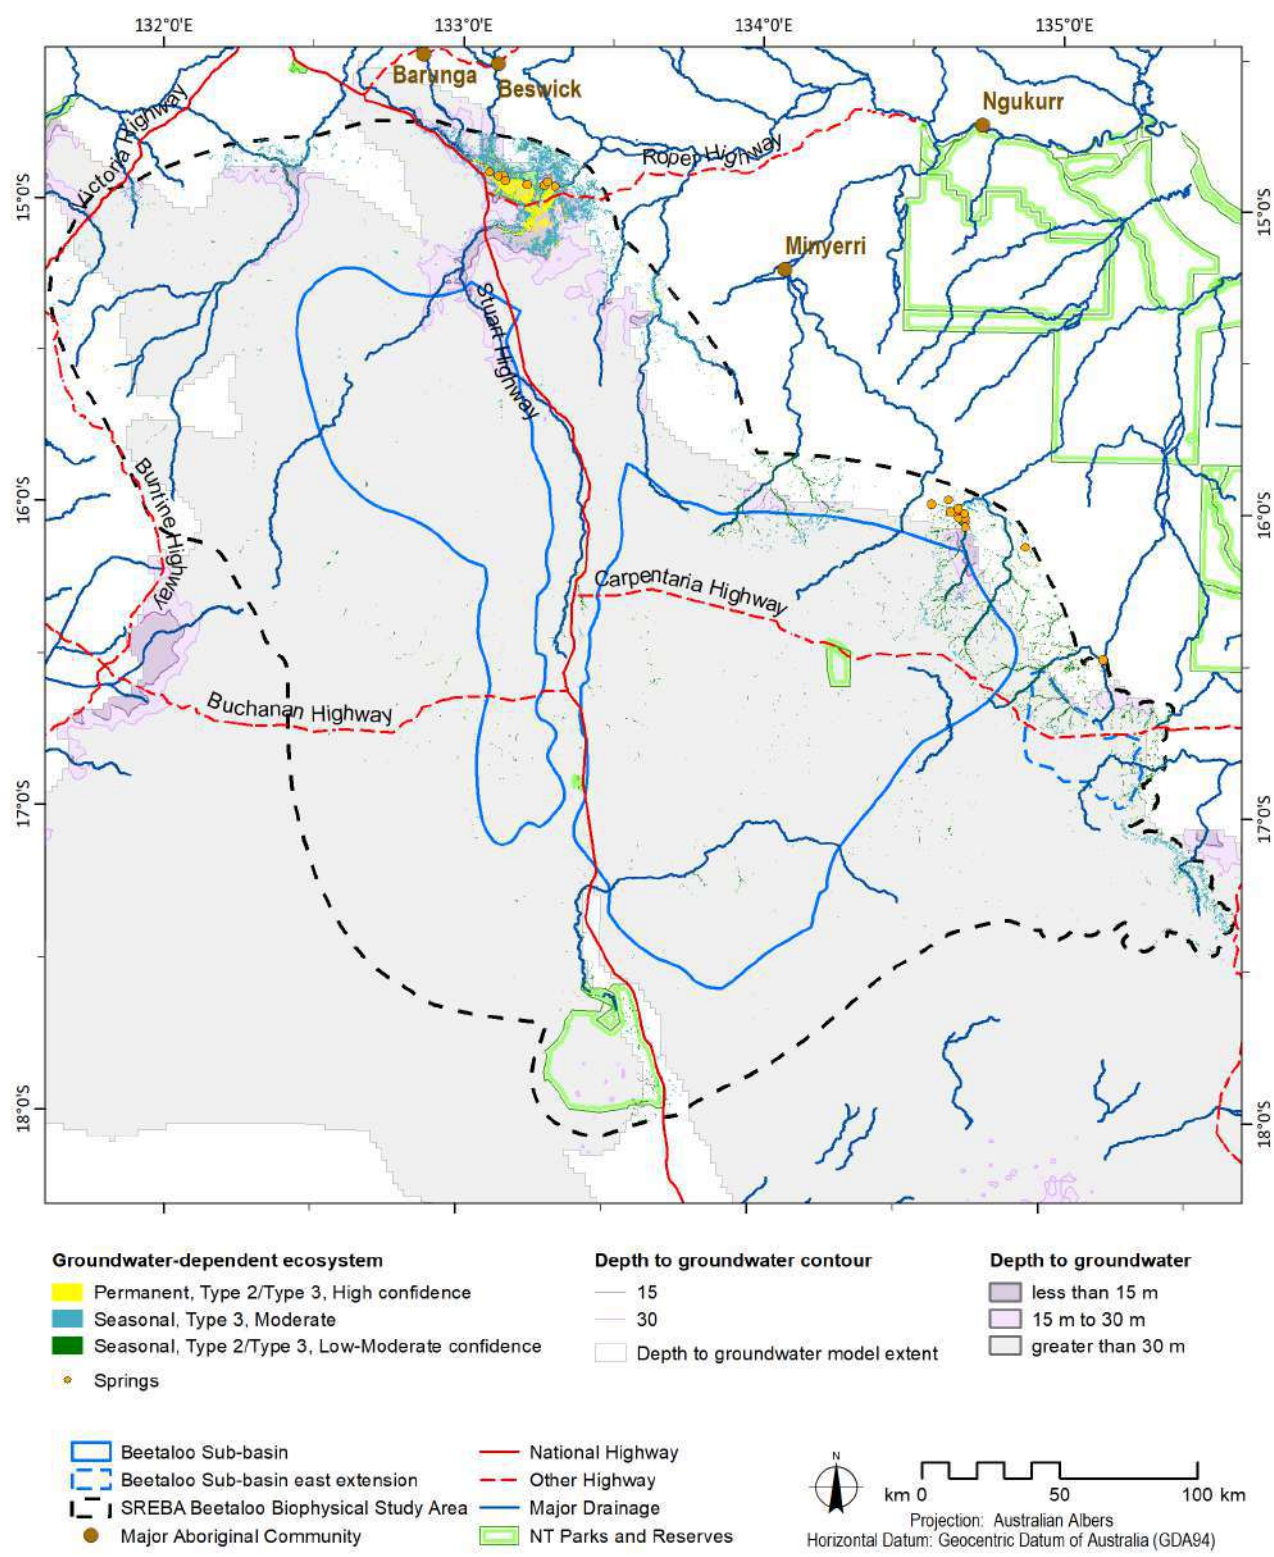 132°0'E 133°0'E 134°0'E 135°0'E
Barunga
Beswick
Ngukurr
Victoria Highway
Roper Highway
15°0'S 15°0'S
Minyerri
Stuart Highway
Buntine Highway
16°0'S 16°0'S
Carpentaria Highway
Buchanan Highway
17°0'S 17°0'S
18°0'S 18°0'S
Groundwater-dependent ecosystem
Permanent, Type 2/Type 3, High confidence
Seasonal, Type 3, Moderate
Seasonal, Type 2/Type 3, Low-Moderate confidence
Springs
Depth to groundwater contour
15
30
Depth to groundwater model extent
Depth to groundwater
less than 15 m
15 m to 30 m
greater than 30 m
Beetaloo Sub-basin
Beetaloo Sub-basin east extension
SREBA Beetaloo Biophysical Study Area
Major Aboriginal Community
National Highway
Other Highway
Major Drainage
NT Parks and Reserves
N
km 0 50 100 km
Projection: Australian Albers
Horizontal Datum: Geocentric Datum of Australia (GDA94)